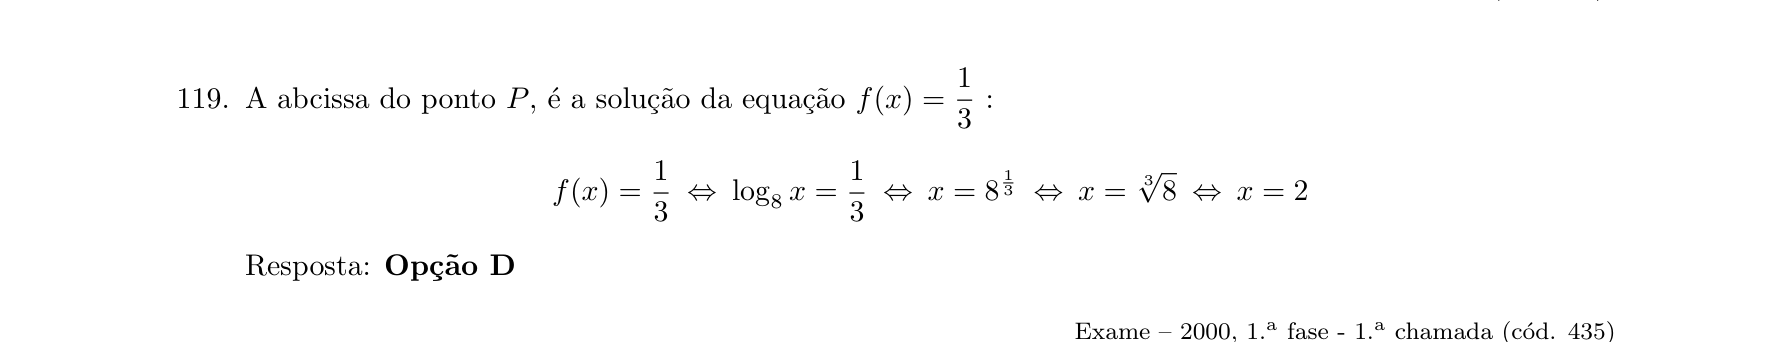 119. A abcissa do ponto P, é a solução da equação f(x) = 1/3 :
f(x) = 1/3 ⇔ log₈ x = 1/3 ⇔ x = 8^(1/3) ⇔ x = ∛8 ⇔ x = 2
Resposta: Opção D
Exame – 2000, 1.ª fase - 1.ª chamada (cód. 435)